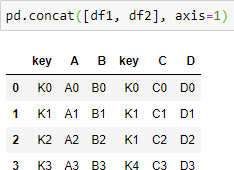 pd.concat([df1, df2], axis=1)
key A B key C D
0 K0 A0 B0 K0 C0 D0
1 K1 A1 B1 K1 C1 D1
2 K2 A2 B2 K1 C2 D2
3 K3 A3 B3 K4 C3 D3